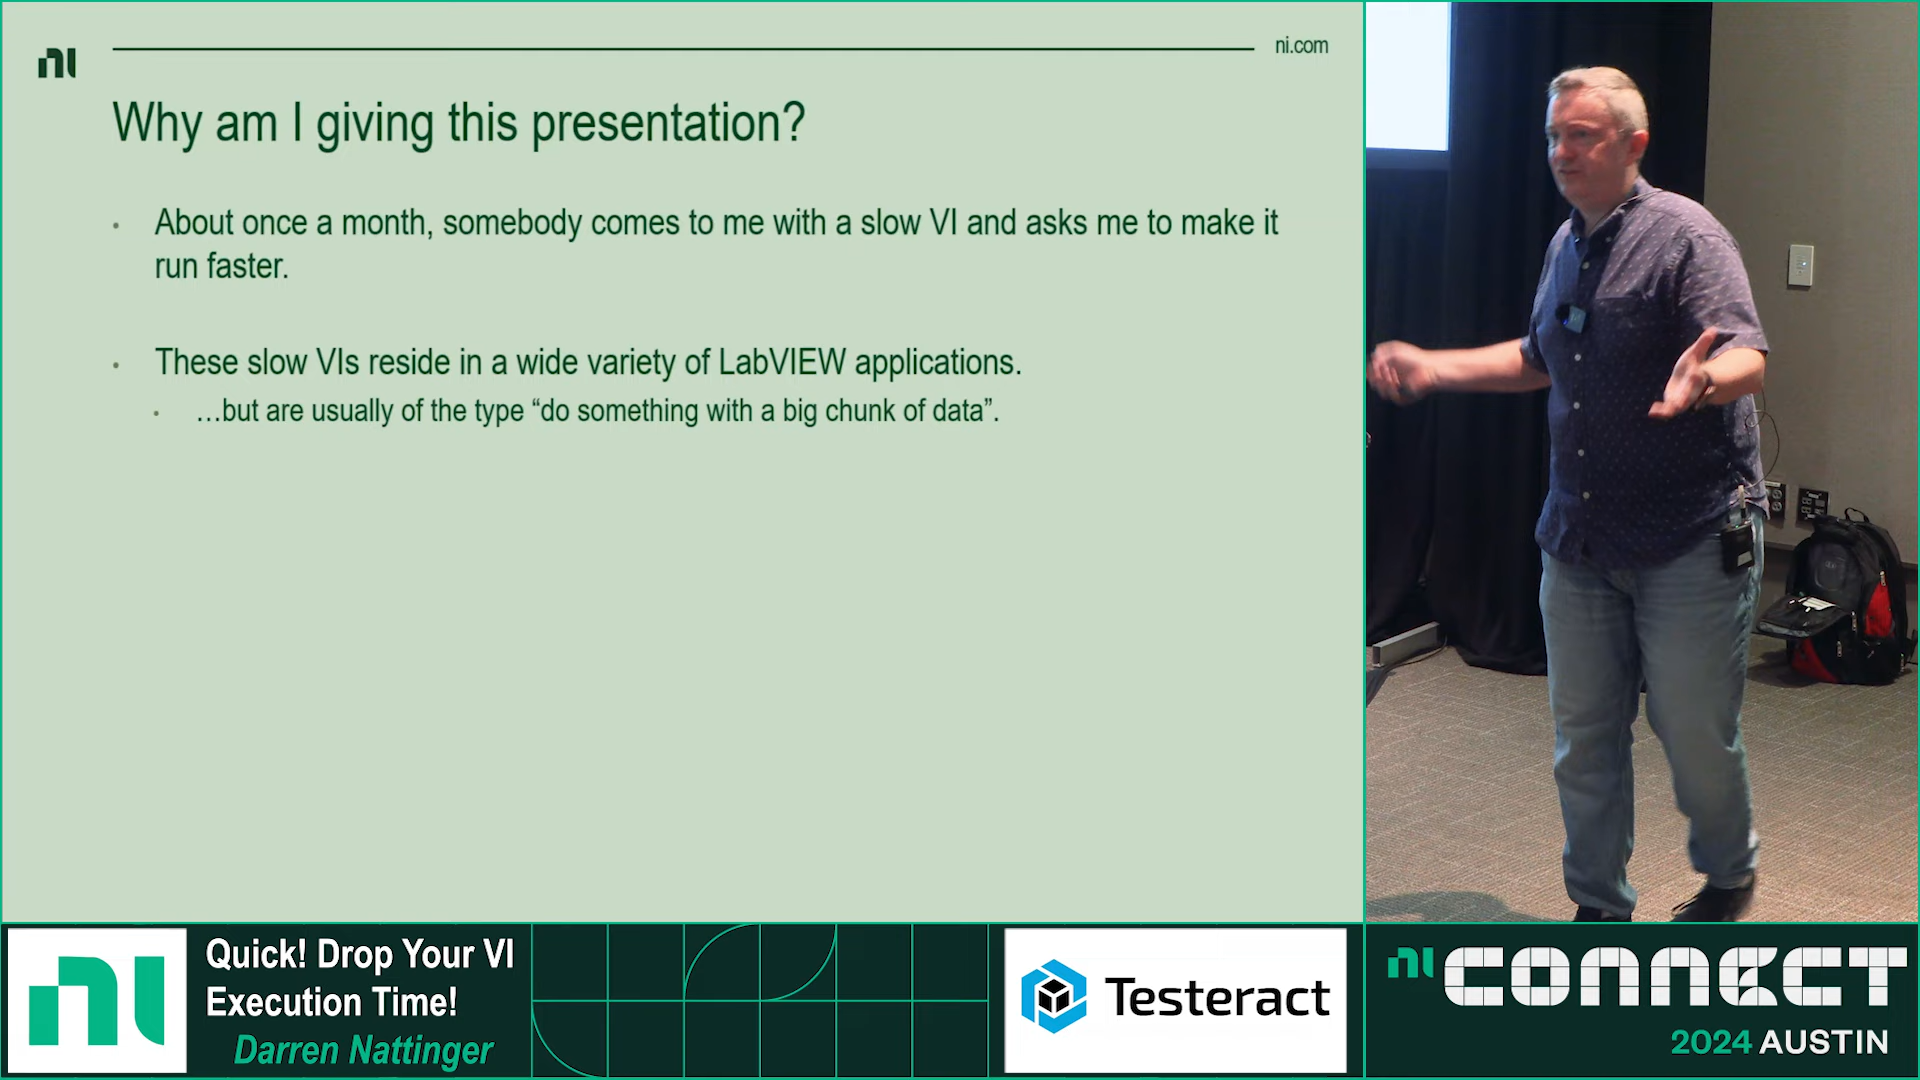 ni
ni.com
Why am I giving this presentation?
• About once a month, somebody comes to me with a slow VI and asks me to make it
run faster.
• These slow VIs reside in a wide variety of LabVIEW applications.
• …but are usually of the type “do something with a big chunk of data”.
ni
Quick! Drop Your VI
Execution Time!
Darren Nattinger
Testeract
ni CONNECT
2024 AUSTIN